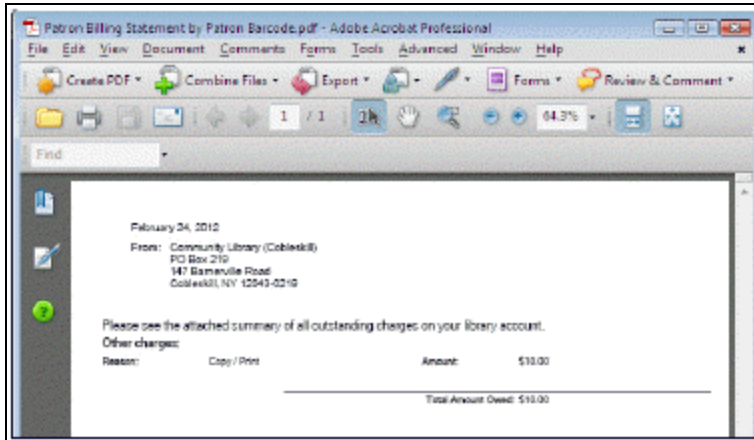 Patron Billing Statement by Patron Barcode.pdf - Adobe Acrobat Professional
File Edit View Document Comments Forms Tools Advanced Window Help
Create PDF Combine Files Export Forms Review & Comment
1 / 1 64.3%
Find
February 24, 2012
From: Community Library (Cobleskill)
PO Box 219
147 Barnerville Road
Cobleskill, NY 12043-0219
Please see the attached summary of all outstanding charges on your library account.
Other charges:
Reason: Copy / Print Amount: $10.00
Total Amount Owed: $10.00